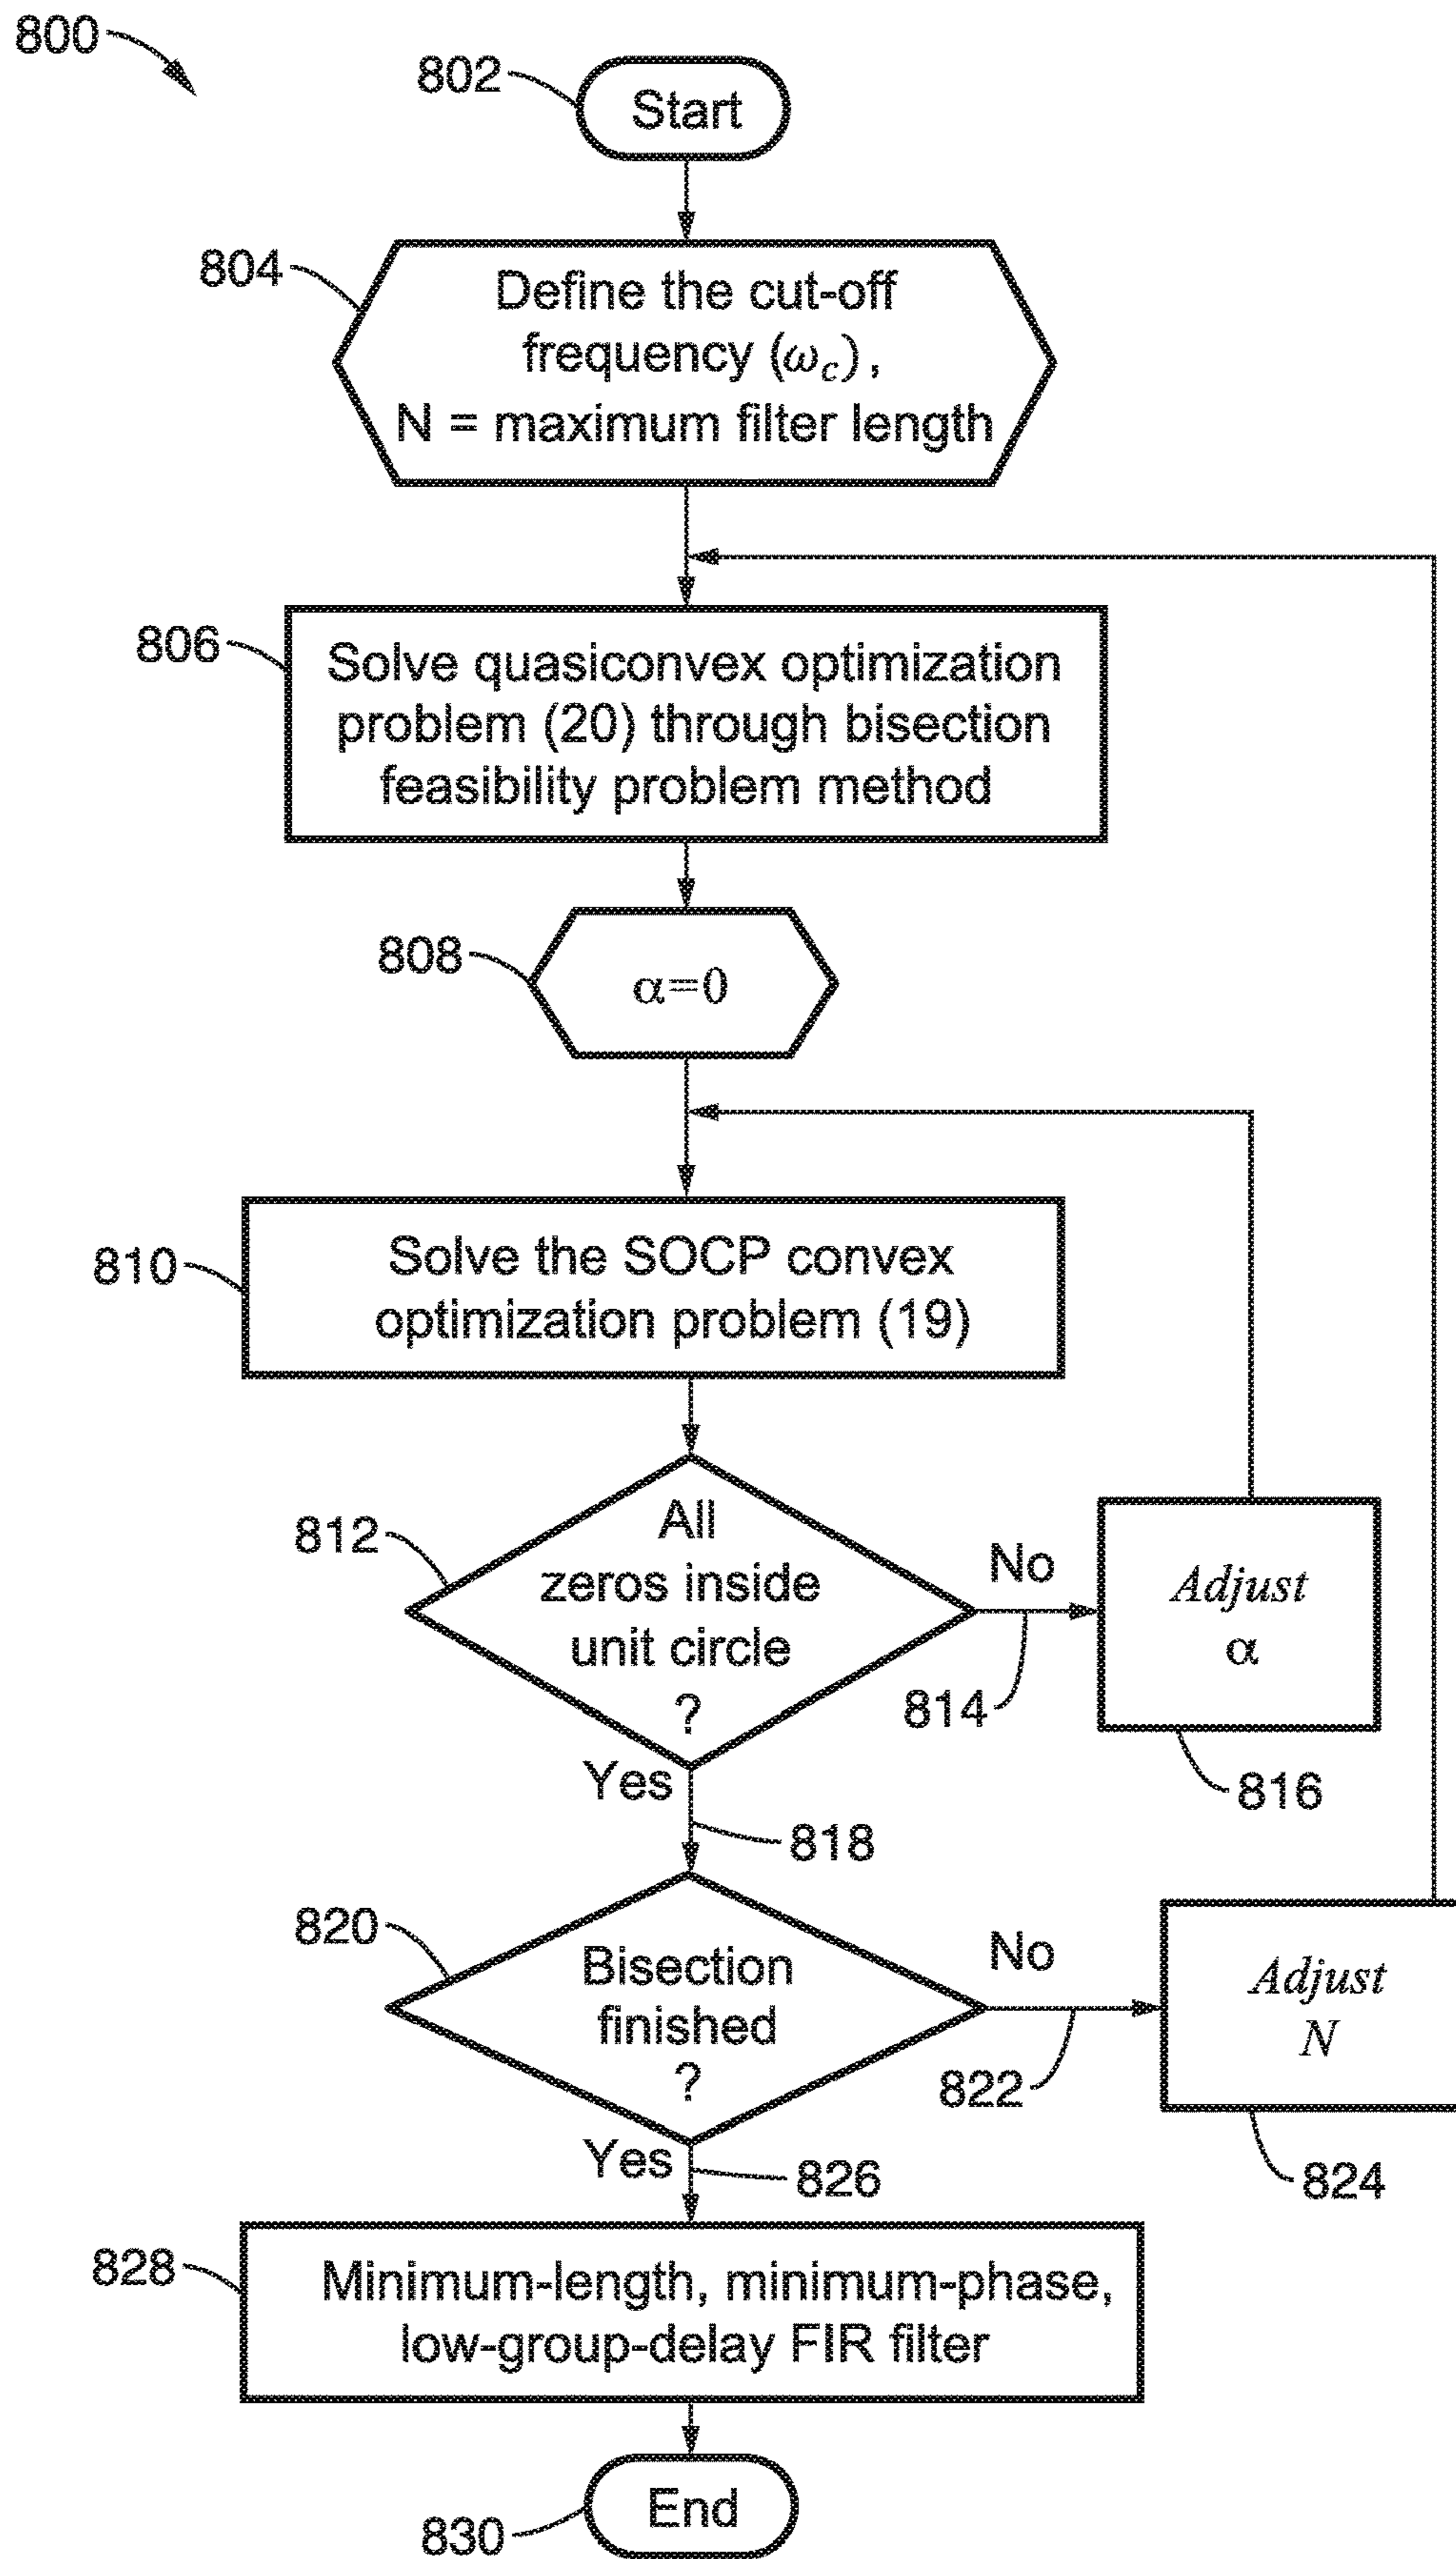 800
802
Start
804
Define the cut-off
frequency (ω_c),
N = maximum filter length
806
Solve quasiconvex optimization
problem (20) through bisection
feasibility problem method
808
α=0
810
Solve the SOCP convex
optimization problem (19)
812
All
zeros inside
unit circle
?
No
814
Adjust
α
816
Yes
818
820
Bisection
finished
?
No
822
Adjust
N
824
Yes
826
828
Minimum-length, minimum-phase,
low-group-delay FIR filter
830
End